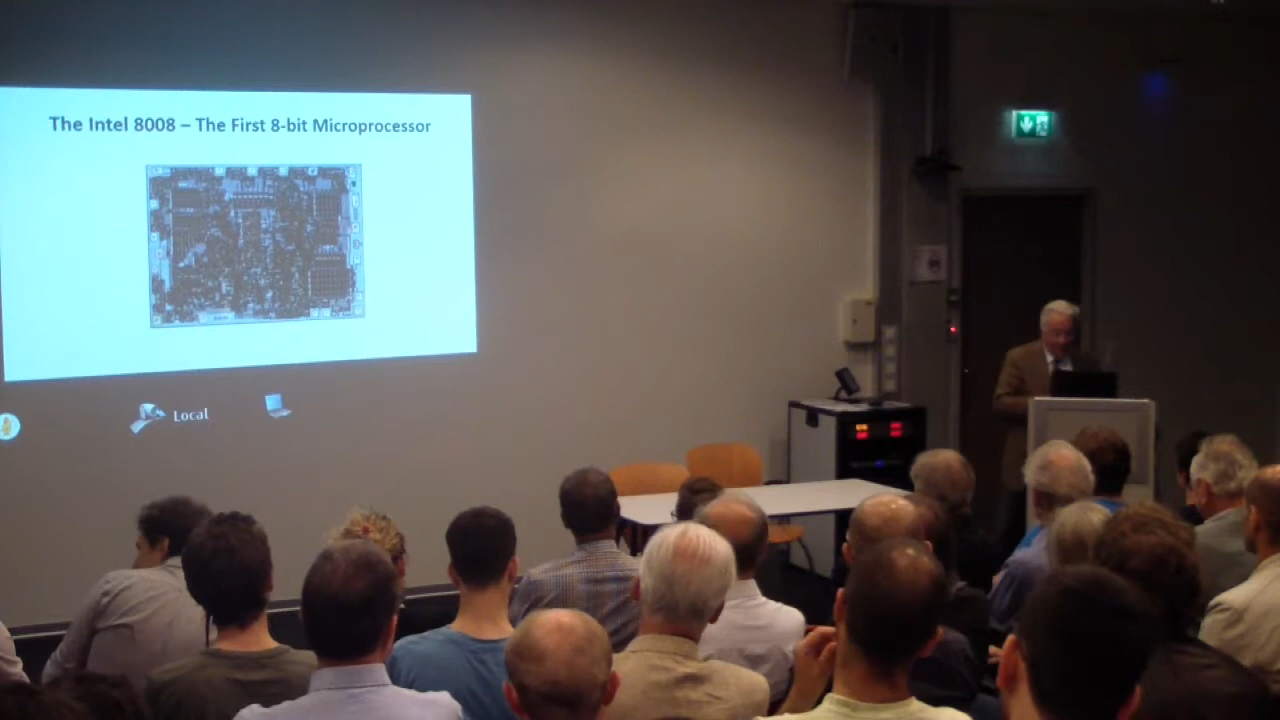 The Intel 8008 – The First 8-bit Microprocessor
Local